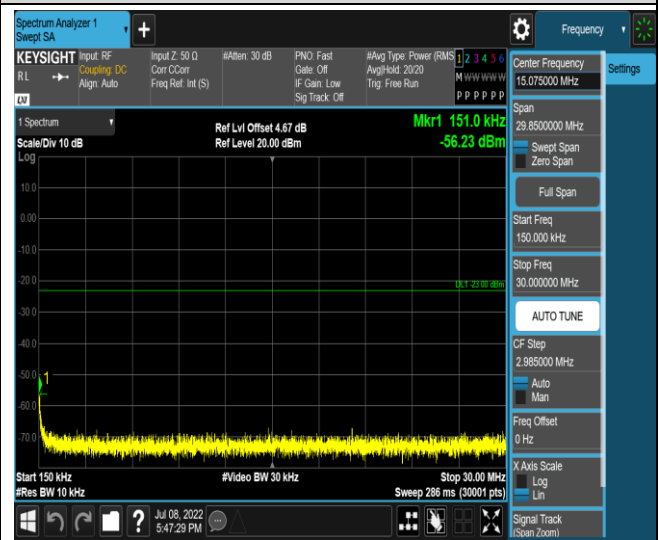 Spectrum Analyzer 1
Swept SA
Frequency
KEYSIGHT
RL
LXI
Input: RF
Coupling: DC
Align: Auto
Input Z: 50 Ω
Corr CCorr
Freq Ref: Int (S)
#Atten: 30 dB
PNO: Fast
Gate: Off
IF Gain: Low
Sig Track: Off
#Avg Type: Power (RMS
Avg|Hold: 20/20
Trig: Free Run
1 2 3 4 5 6
M W W W W W
P P P P P P
Center Frequency
15.075000 MHz
Settings
Span
29.8500000 MHz
Swept Span
Zero Span
Full Span
Start Freq
150.000 kHz
Stop Freq
30.000000 MHz
AUTO TUNE
CF Step
2.985000 MHz
Auto
Man
Freq Offset
0 Hz
X Axis Scale
Log
Lin
Signal Track
(Span Zoom)
1 Spectrum
Scale/Div 10 dB
Log
Ref Lvl Offset 4.67 dB
Ref Level 20.00 dBm
Mkr1 151.0 kHz
-56.23 dBm
10.0
0.00
-10.0
-20.0
DL1 -23.00 dBm
-30.0
-40.0
-50.0
1
-60.0
-70.0
Start 150 kHz
#Res BW 10 kHz
#Video BW 30 kHz
Stop 30.00 MHz
Sweep 286 ms (30001 pts)
?
Jul 08, 2022
5:47:29 PM